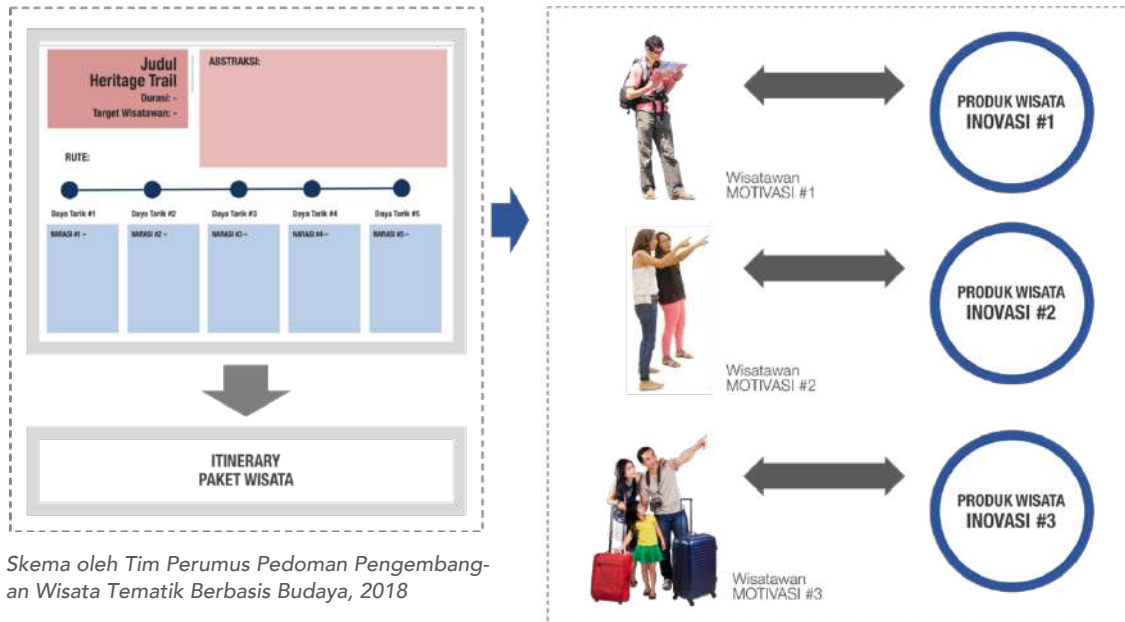 Judul
Heritage Trail
Durasi: -
Target Wisatawan: -
ABSTRAKSI:
RUTE:
Daya Tarik #1
Daya Tarik #2
Daya Tarik #3
Daya Tarik #4
Daya Tarik #5
NARASI #1 –
NARASI #2 –
NARASI #3 –
NARASI #4 –
NARASI #5 –
ITINERARY
PAKET WISATA
Skema oleh Tim Perumus Pedoman Pengembang-
an Wisata Tematik Berbasis Budaya, 2018
Wisatawan
MOTIVASI #1
PRODUK WISATA
INOVASI #1
Wisatawan
MOTIVASI #2
PRODUK WISATA
INOVASI #2
Wisatawan
MOTIVASI #3
PRODUK WISATA
INOVASI #3